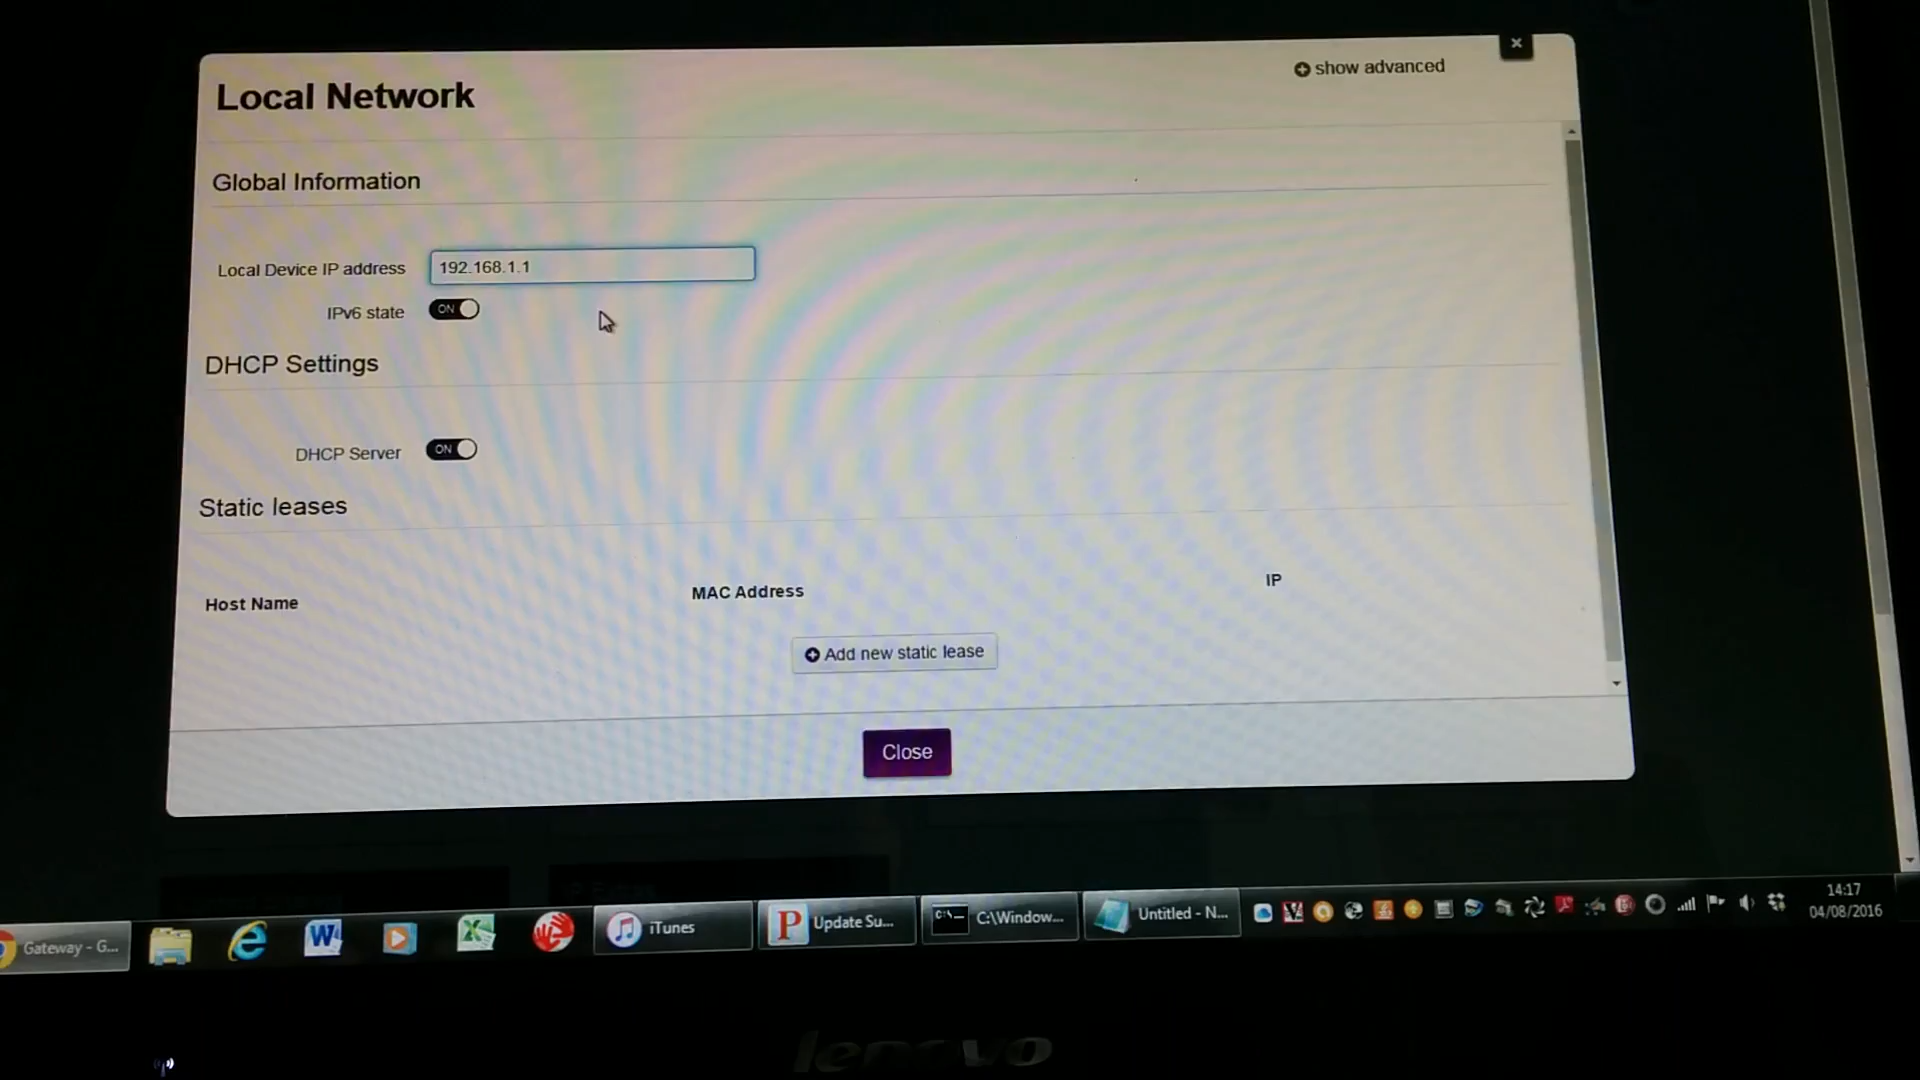 show advanced
Local Network
Global Information
Local Device IP address 192.168.1.1
IPv6 state ON
DHCP Settings
DHCP Server ON
Static leases
Host Name MAC Address IP
Add new static lease
Close
Gateway - G... iTunes Update Su... C:\Window... Untitled - N...
14:17
04/08/2016
lenovo